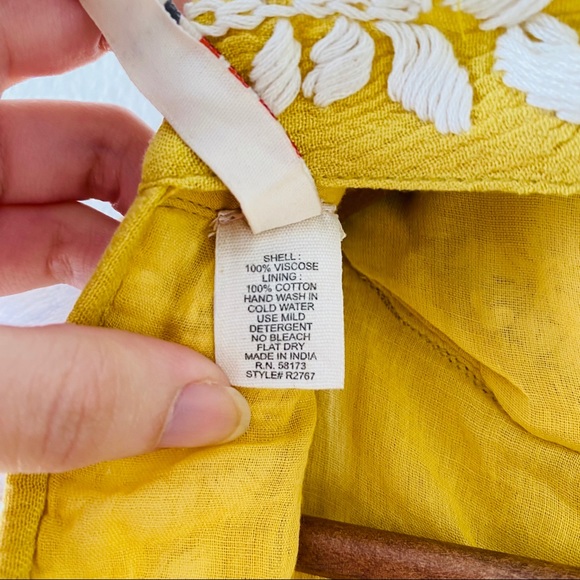 SHELL :
100% VISCOSE
LINING :
100% COTTON
HAND WASH IN
COLD WATER
USE MILD
DETERGENT
NO BLEACH
FLAT DRY
MADE IN INDIA
R.N. 58173
STYLE# R2767